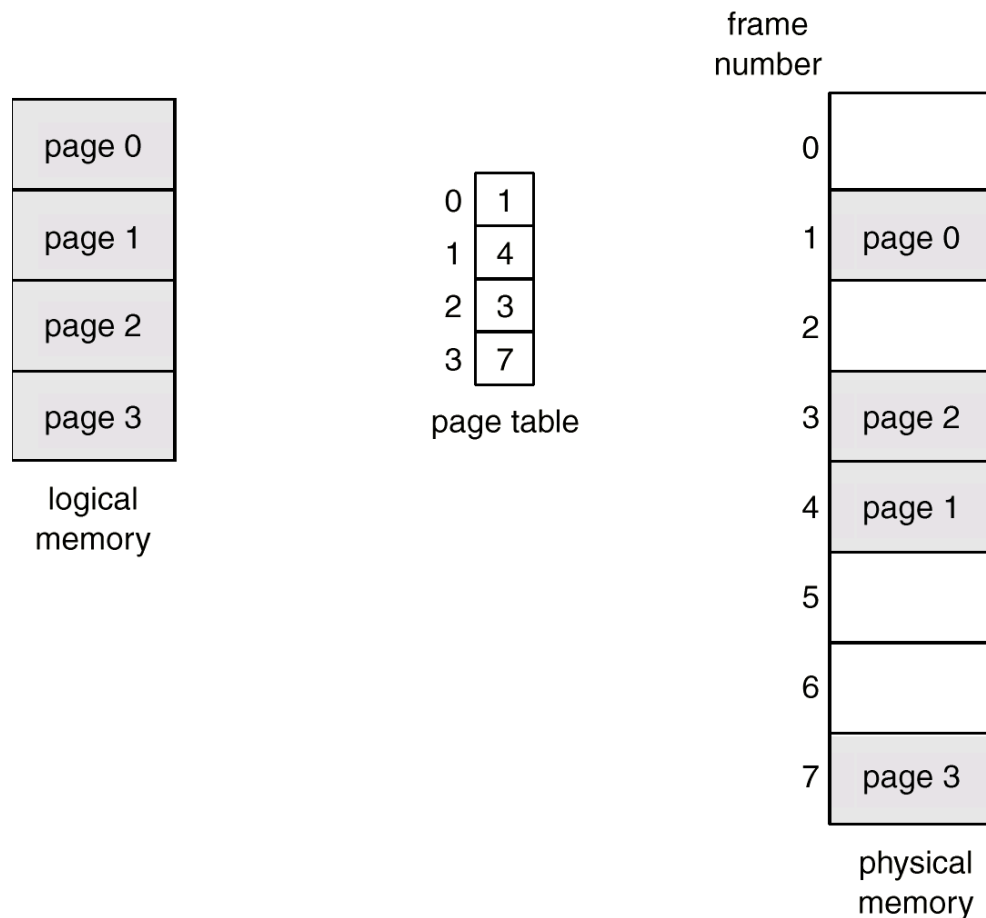 frame
number
page 0
page 1
page 2
page 3
logical
memory
0 1
1 4
2 3
3 7
page table
0
1 page 0
2
3 page 2
4 page 1
5
6
7 page 3
physical
memory